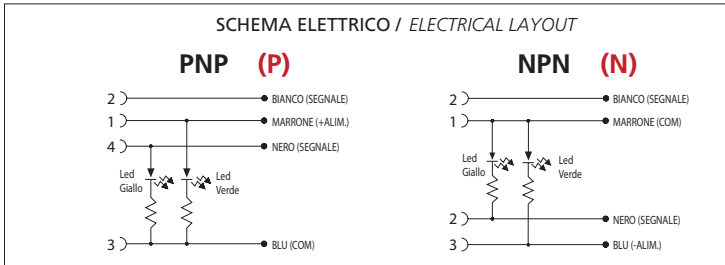 SCHEMA ELETTRICO / ELECTRICAL LAYOUT
PNP (P)
2 BIANCO (SEGNALE)
1 MARRONE (+ALIM.)
4 NERO (SEGNALE)
Led Giallo
Led Verde
3 BLU (COM)
NPN (N)
2 BIANCO (SEGNALE)
1 MARRONE (COM)
Led Giallo
Led Verde
2 NERO (SEGNALE)
3 BLU (-ALIM.)